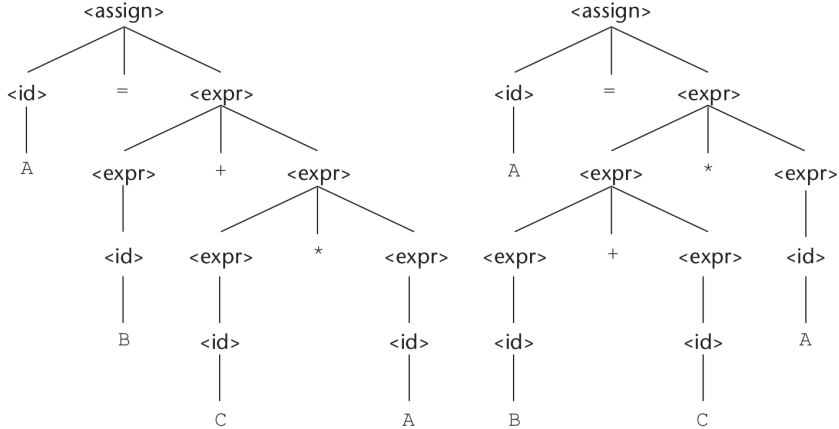 <assign> <assign>
<id> = <expr> <id> = <expr>
A <expr> + <expr> A <expr> * <expr>
<id> <expr> * <expr> <expr> + <expr> <id>
B <id> <id> <id> <id> A
C A B C